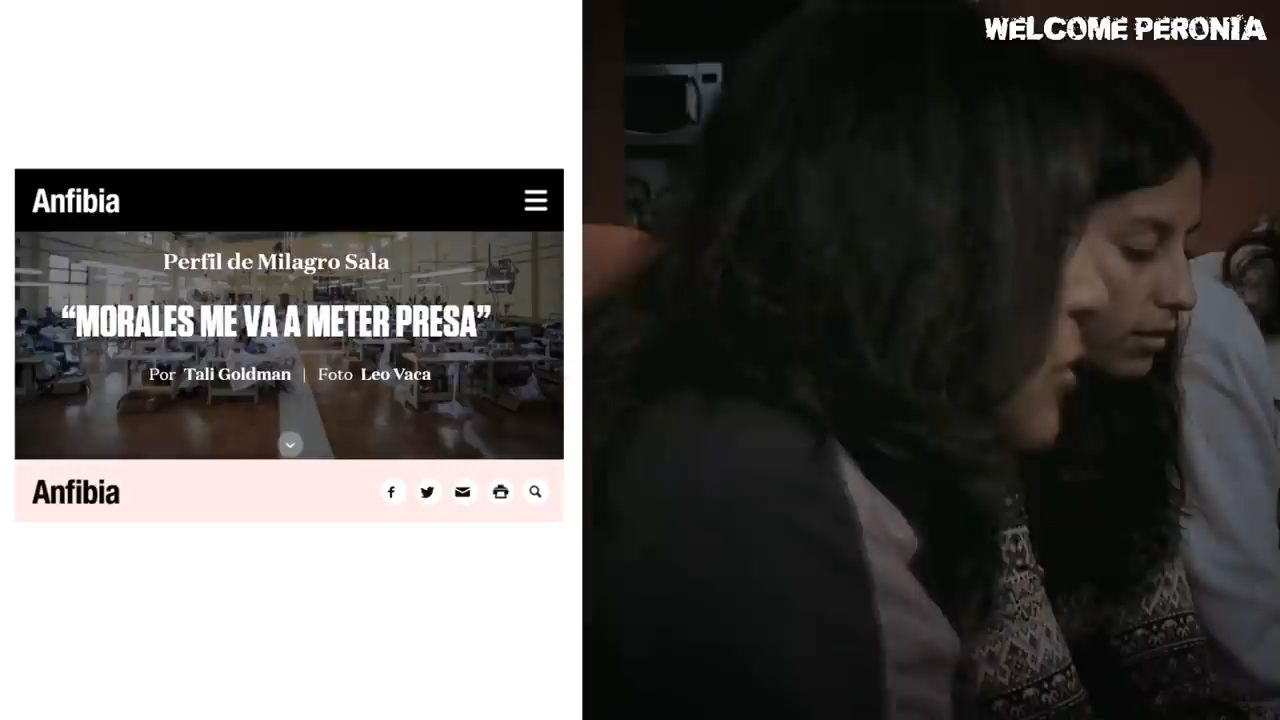 WELCOME PERONIA
Anfibia
Perfil de Milagro Sala
“MORALES ME VA A METER PRESA”
Por Tali Goldman | Foto Leo Vaca
Anfibia